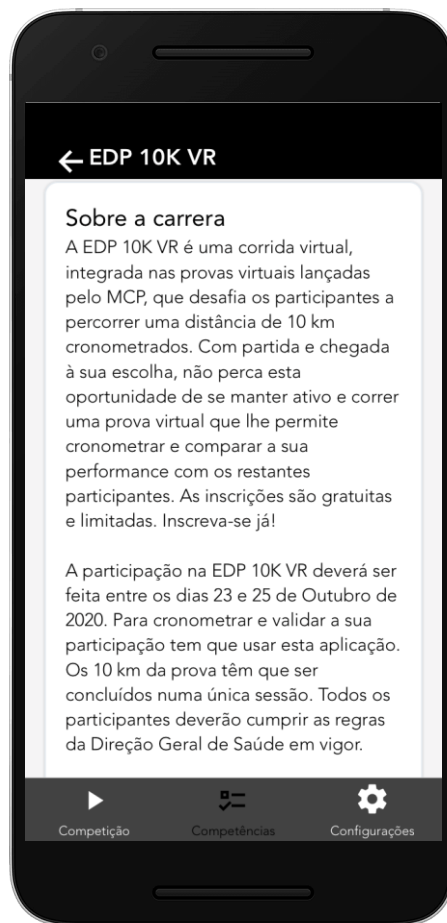 EDP 10K VR
Sobre a carrera
A EDP 10K VR é uma corrida virtual,
integrada nas provas virtuais lançadas
pelo MCP, que desafia os participantes a
percorrer uma distância de 10 km
cronometrados. Com partida e chegada
à sua escolha, não perca esta
oportunidade de se manter ativo e correr
uma prova virtual que lhe permite
cronometrar e comparar a sua
performance com os restantes
participantes. As inscrições são gratuitas
e limitadas. Inscreva-se já!
A participação na EDP 10K VR deverá ser
feita entre os dias 23 e 25 de Outubro de
2020. Para cronometrar e validar a sua
participação tem que usar esta aplicação.
Os 10 km da prova têm que ser
concluídos numa única sessão. Todos os
participantes deverão cumprir as regras
da Direção Geral de Saúde em vigor.
Competição Competências Configurações